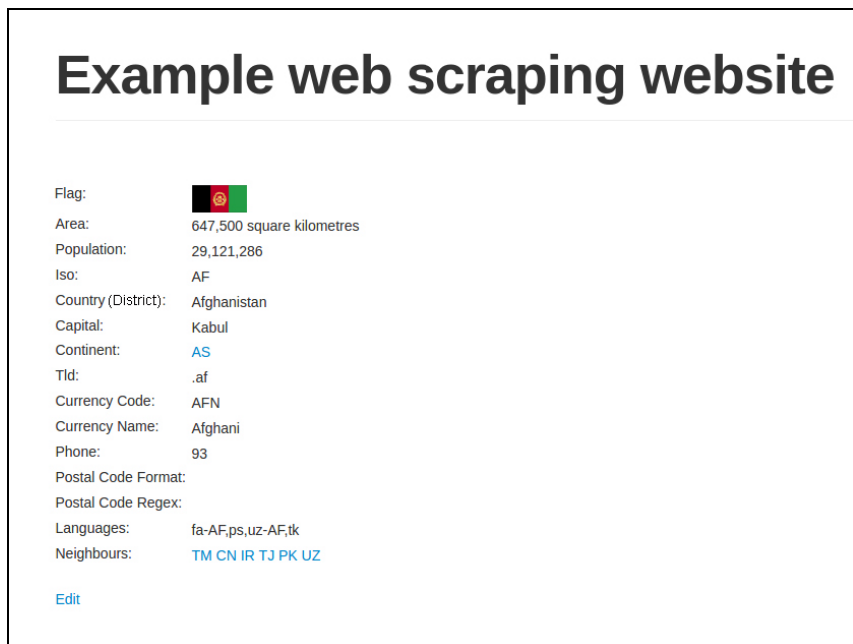 Example web scraping website
Flag:
Area: 647,500 square kilometres
Population: 29,121,286
Iso: AF
Country (District): Afghanistan
Capital: Kabul
Continent: AS
Tld: .af
Currency Code: AFN
Currency Name: Afghani
Phone: 93
Postal Code Format:
Postal Code Regex:
Languages: fa-AF,ps,uz-AF,tk
Neighbours: TM CN IR TJ PK UZ
Edit